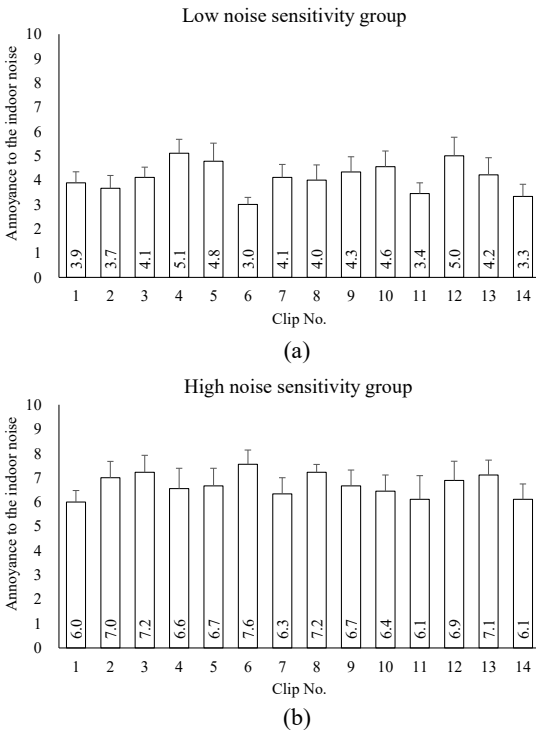 Low noise sensitivity group
Annoyance to the indoor noise
10
9
8
7
6
5
4
3
2
1
0
3.9 3.7 4.1 5.1 4.8 3.0 4.1 4.0 4.3 4.6 3.4 5.0 4.2 3.3
1 2 3 4 5 6 7 8 9 10 11 12 13 14
Clip No.
(a)
High noise sensitivity group
Annoyance to the indoor noise
10
9
8
7
6
5
4
3
2
1
0
6.0 7.0 7.2 6.6 6.7 7.6 6.3 7.2 6.7 6.4 6.1 6.9 7.1 6.1
1 2 3 4 5 6 7 8 9 10 11 12 13 14
Clip No.
(b)